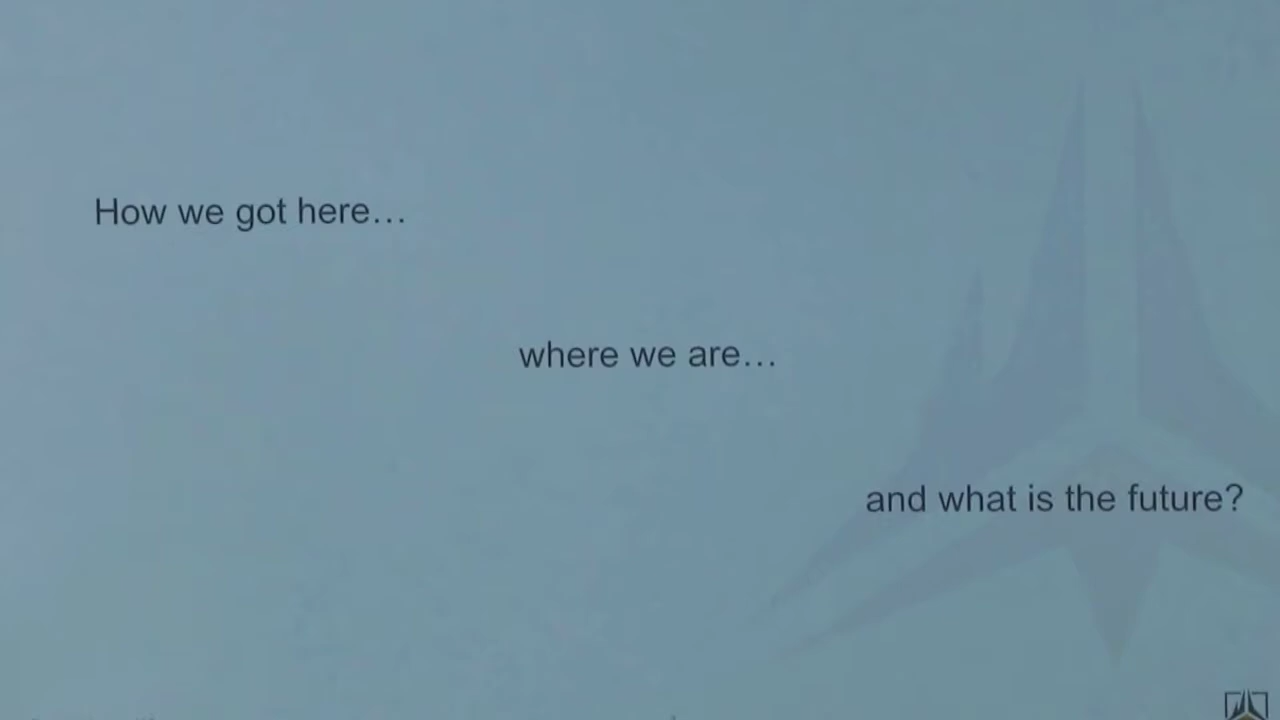 How we got here…
where we are…
and what is the future?